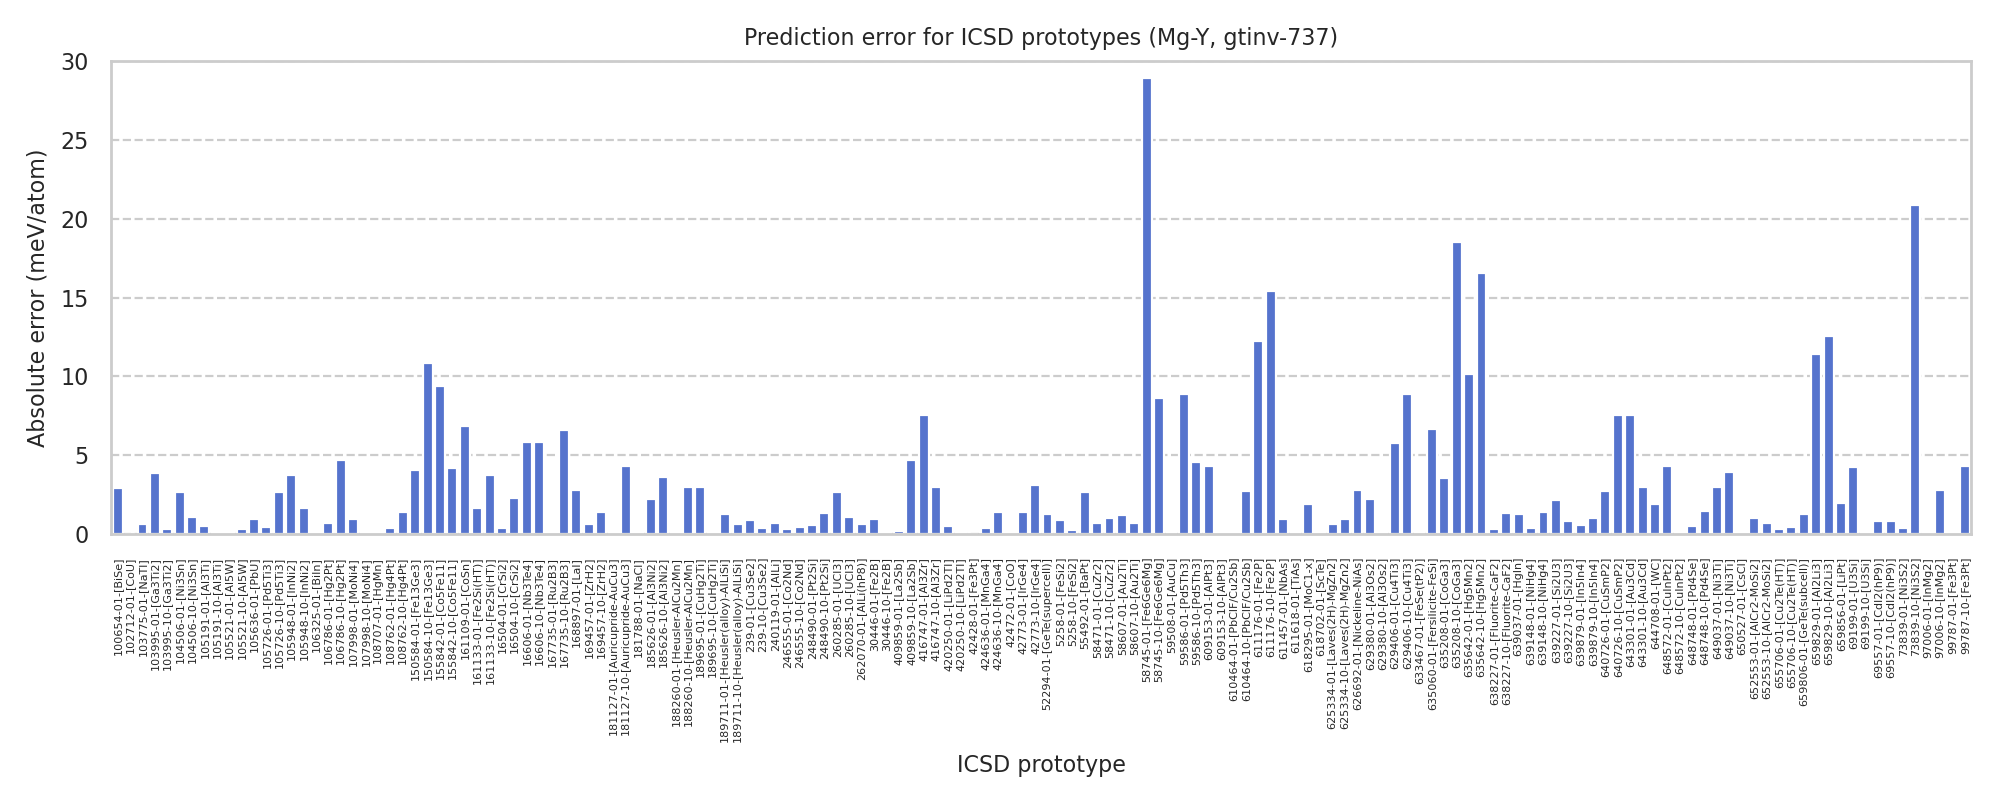 Prediction error for ICSD prototypes (Mg-Y, gtinv-737)
Absolute error (meV/atom)
30
25
20
15
10
5
0
100654-01-[BiSe]
102712-01-[CoU]
103775-01-[NaTl]
103995-01-[Ga3Ti2]
103995-10-[Ga3Ti2]
104506-01-[Ni3Sn]
104506-10-[Ni3Sn]
105191-01-[Al3Ti]
105191-10-[Al3Ti]
105521-01-[Al5W]
105521-10-[Al5W]
105636-01-[PbU]
105726-01-[Pd5Ti3]
105726-10-[Pd5Ti3]
105948-01-[InNi2]
105948-10-[InNi2]
106325-01-[BiIn]
106786-01-[Hg2Pt]
106786-10-[Hg2Pt]
107998-01-[MoNi4]
107998-10-[MoNi4]
108707-01-[HgMn]
108762-01-[Hg4Pt]
108762-10-[Hg4Pt]
150584-01-[Fe13Ge3]
150584-10-[Fe13Ge3]
155842-01-[Co5Fe11]
155842-10-[Co5Fe11]
161109-01-[CoSn]
161133-01-[Fe2Si(HT)]
161133-10-[Fe2Si(HT)]
16504-01-[CrSi2]
16504-10-[CrSi2]
16606-01-[Nb3Te4]
16606-10-[Nb3Te4]
167735-01-[Ru2B3]
167735-10-[Ru2B3]
168897-01-[LaI]
169457-01-[ZrH2]
169457-10-[ZrH2]
181127-01-[Auricupride-AuCu3]
181127-10-[Auricupride-AuCu3]
181788-01-[NaCl]
185626-01-[Al3Ni2]
185626-10-[Al3Ni2]
188260-01-[Heusler-AlCu2Mn]
188260-10-[Heusler-AlCu2Mn]
189695-01-[CuHg2Ti]
189695-10-[CuHg2Ti]
189711-01-[Heusler(alloy)-AlLiSi]
189711-10-[Heusler(alloy)-AlLiSi]
239-01-[Cu3Se2]
239-10-[Cu3Se2]
240119-01-[AlLi]
246555-01-[Co2Nd]
246555-10-[Co2Nd]
248490-01-[Pt2Si]
248490-10-[Pt2Si]
260285-01-[UCl3]
260285-10-[UCl3]
262070-01-[AlLi(hP8)]
30446-01-[Fe2B]
30446-10-[Fe2B]
409859-01-[La2Sb]
409859-10-[La2Sb]
416747-01-[Al3Zr]
416747-10-[Al3Zr]
420250-01-[LiPd2Tl]
420250-10-[LiPd2Tl]
42428-01-[Fe3Pt]
424636-01-[MnGa4]
424636-10-[MnGa4]
42472-01-[CoO]
42773-01-[IrGe4]
42773-10-[IrGe4]
52294-01-[GeTe(supercell)]
5258-01-[FeSi2]
5258-10-[FeSi2]
55492-01-[BaPt]
58471-01-[CuZr2]
58471-10-[CuZr2]
58607-01-[Au2Ti]
58607-10-[Au2Ti]
58745-01-[Fe6Ge6Mg]
58745-10-[Fe6Ge6Mg]
59508-01-[AuCu]
59586-01-[Pd5Th3]
59586-10-[Pd5Th3]
609153-01-[AlPt3]
609153-10-[AlPt3]
610464-01-[PbClF/Cu2Sb]
610464-10-[PbClF/Cu2Sb]
611176-01-[Fe2P]
611176-10-[Fe2P]
611457-01-[NbAs]
611618-01-[TiAs]
618295-01-[MoC1-x]
618702-01-[ScTe]
625334-01-[Laves(2H)-MgZn2]
625334-10-[Laves(2H)-MgZn2]
626692-01-[Nickeline-NiAs]
629380-01-[Al3Os2]
629380-10-[Al3Os2]
629406-01-[Cu4Ti3]
629406-10-[Cu4Ti3]
633467-01-[FeSe(tP2)]
635060-01-[Fersilicite-FeSi]
635208-01-[CoGa3]
635208-10-[CoGa3]
635642-01-[Hg5Mn2]
635642-10-[Hg5Mn2]
638227-01-[Fluorite-CaF2]
638227-10-[Fluorite-CaF2]
639037-01-[HgIn]
639148-01-[NiHg4]
639148-10-[NiHg4]
639227-01-[Si2U3]
639227-10-[Si2U3]
639879-01-[In5In4]
639879-10-[In5In4]
640726-01-[CuSmP2]
640726-10-[CuSmP2]
643301-01-[Au3Cd]
643301-10-[Au3Cd]
644708-01-[WC]
648572-01-[CuInPt2]
648572-10-[CuInPt2]
648748-01-[Pd4Se]
648748-10-[Pd4Se]
649037-01-[Ni3Ti]
649037-10-[Ni3Ti]
650527-01-[CsCl]
652553-01-[AlCr2-MoSi2]
652553-10-[AlCr2-MoSi2]
655706-01-[Cu2Te(HT)]
655706-10-[Cu2Te(HT)]
659806-01-[GeTe(subcell)]
659829-01-[Al2Li3]
659829-10-[Al2Li3]
659856-01-[LiPt]
69199-01-[U3Si]
69199-10-[U3Si]
69557-01-[CdI2(hP9)]
69557-10-[CdI2(hP9)]
73839-01-[Ni3S2]
73839-10-[Ni3S2]
97006-01-[InMg2]
97006-10-[InMg2]
99787-01-[Fe3Pt]
99787-10-[Fe3Pt]
ICSD prototype